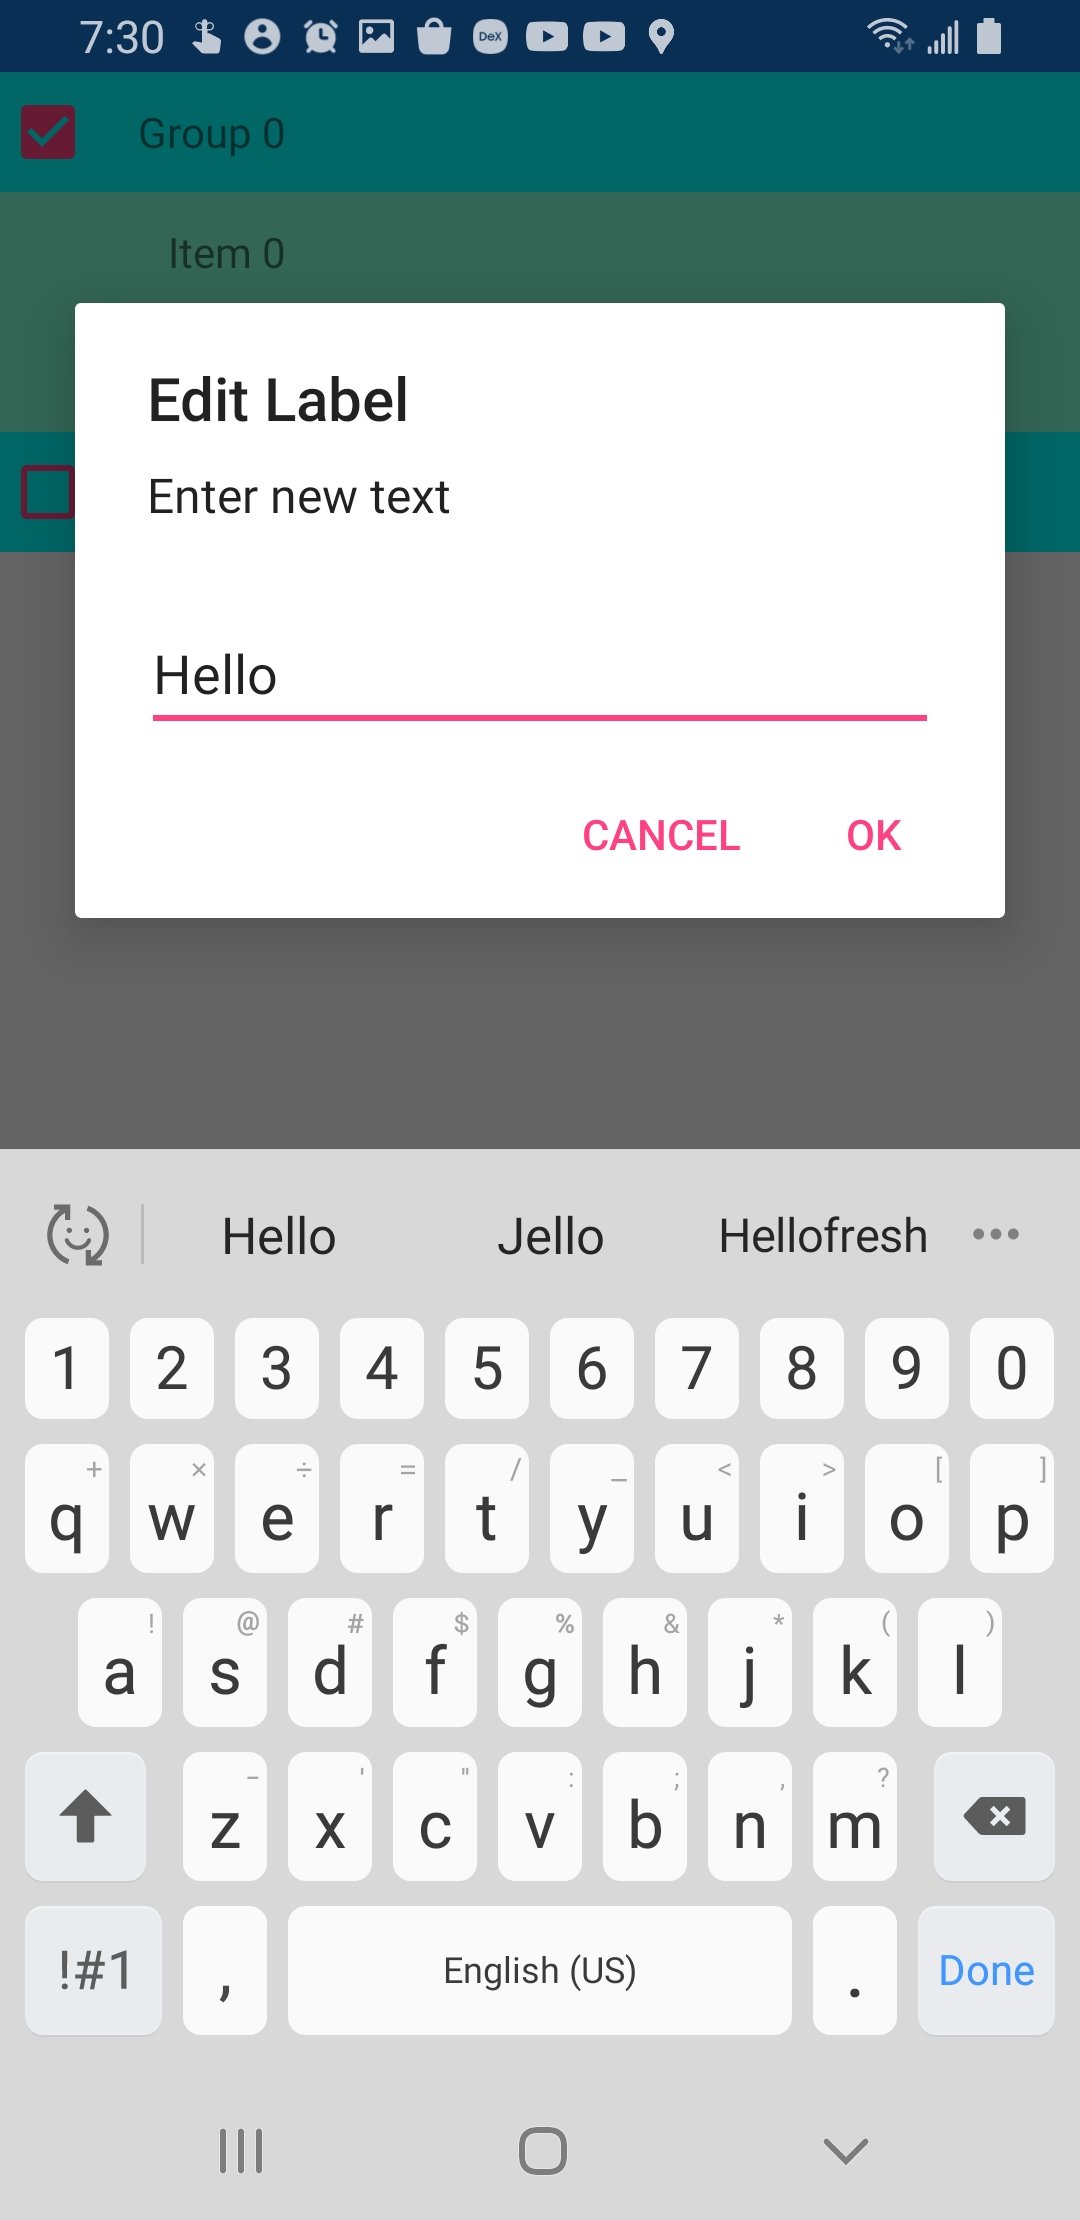 7:30 DeX
Group 0
Item 0
Edit Label
Enter new text
Hello
CANCEL OK
Hello Jello Hellofresh
1 2 3 4 5 6 7 8 9 0
+ × ÷ = / _ < > [ ]
q w e r t y u i o p
! @ # $ % & * ( )
a s d f g h j k l
- ' " : ; , ?
z x c v b n m
!#1 , English (US) . Done